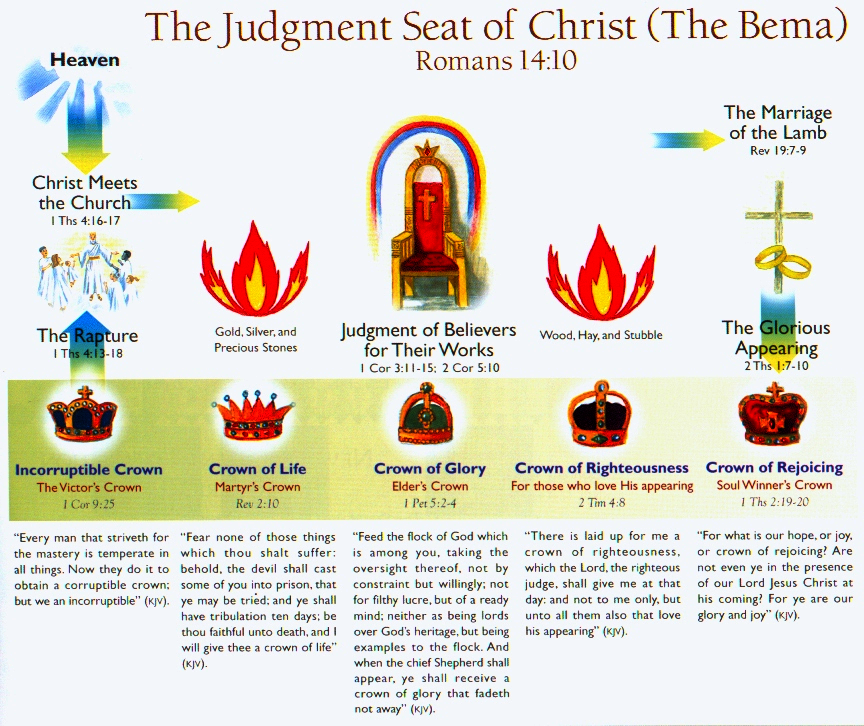 The Judgment Seat of Christ (The Bema)
Romans 14:10
Heaven
Christ Meets
the Church
1 Ths 4:16-17
The Rapture
1 Ths 4:13-18
Gold, Silver, and
Precious Stones
Judgment of Believers
for Their Works
1 Cor 3:11-15; 2 Cor 5:10
Wood, Hay, and Stubble
The Marriage
of the Lamb
Rev 19:7-9
The Glorious
Appearing
2 Ths 1:7-10
Incorruptible Crown
The Victor's Crown
1 Cor 9:25
"Every man that striveth for
the mastery is temperate in
all things. Now they do it to
obtain a corruptible crown;
but we an incorruptible" (KJV).
Crown of Life
Martyr's Crown
Rev 2:10
"Fear none of those things
which thou shalt suffer:
behold, the devil shall cast
some of you into prison, that
ye may be tried; and ye shall
have tribulation ten days; be
thou faithful unto death, and I
will give thee a crown of life"
(KJV).
Crown of Glory
Elder's Crown
1 Pet 5:2-4
"Feed the flock of God which
is among you, taking the
oversight thereof, not by
constraint but willingly; not
for filthy lucre, but of a ready
mind; neither as being lords
over God's heritage, but being
examples to the flock. And
when the chief Shepherd shall
appear, ye shall receive a
crown of glory that fadeth
not away" (KJV).
Crown of Righteousness
For those who love His appearing
2 Tim 4:8
"There is laid up for me a
crown of righteousness,
which the Lord, the righteous
judge, shall give me at that
day: and not to me only, but
unto all them also that love
his appearing" (KJV).
Crown of Rejoicing
Soul Winner's Crown
1 Ths 2:19-20
"For what is our hope, or joy,
or crown of rejoicing? Are
not even ye in the presence
of our Lord Jesus Christ at
his coming? For ye are our
glory and joy" (KJV).